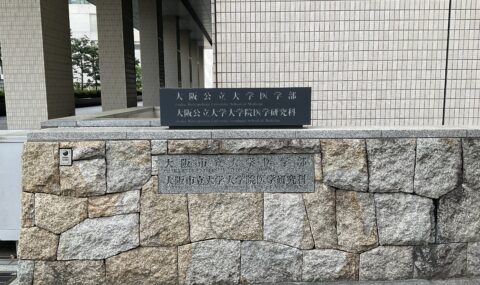 大阪公立大学医学部
大阪公立大学大学院医学研究科
大阪市立大学医学部
大阪市立大学大学院医学研究科